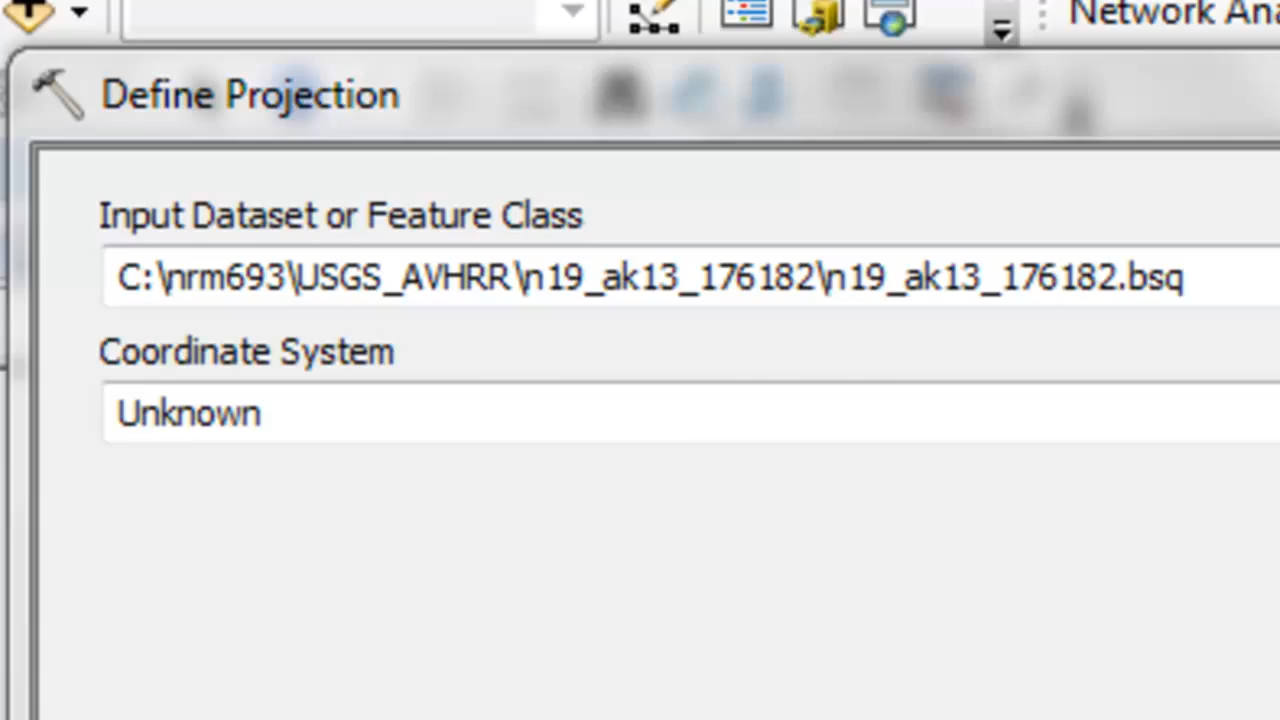 Network Ana
Define Projection
Input Dataset or Feature Class
C:\nrm693\USGS_AVHRR\n19_ak13_176182\n19_ak13_176182.bsq
Coordinate System
Unknown